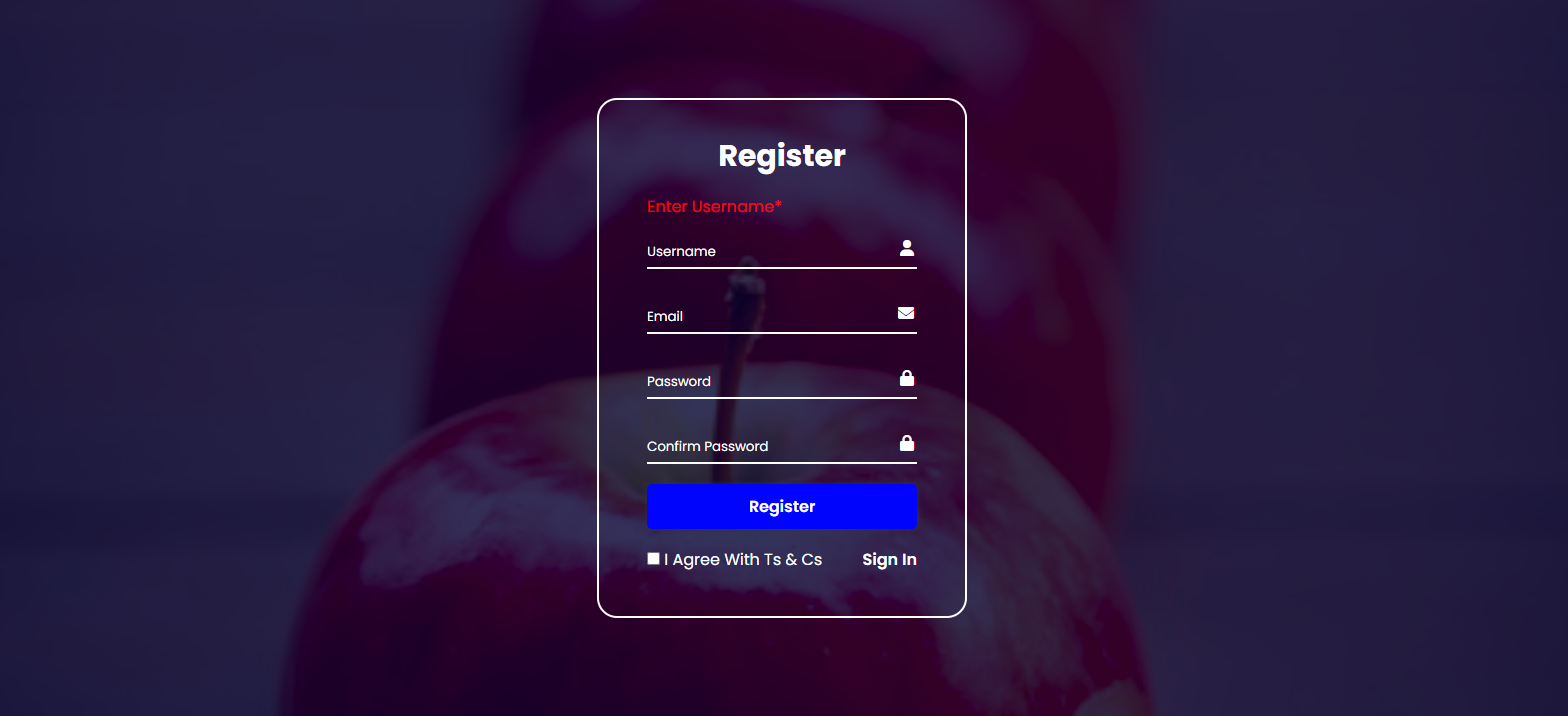 Register
Enter Username*
Username
Email
Password
Confirm Password
Register
I Agree With Ts & Cs Sign In